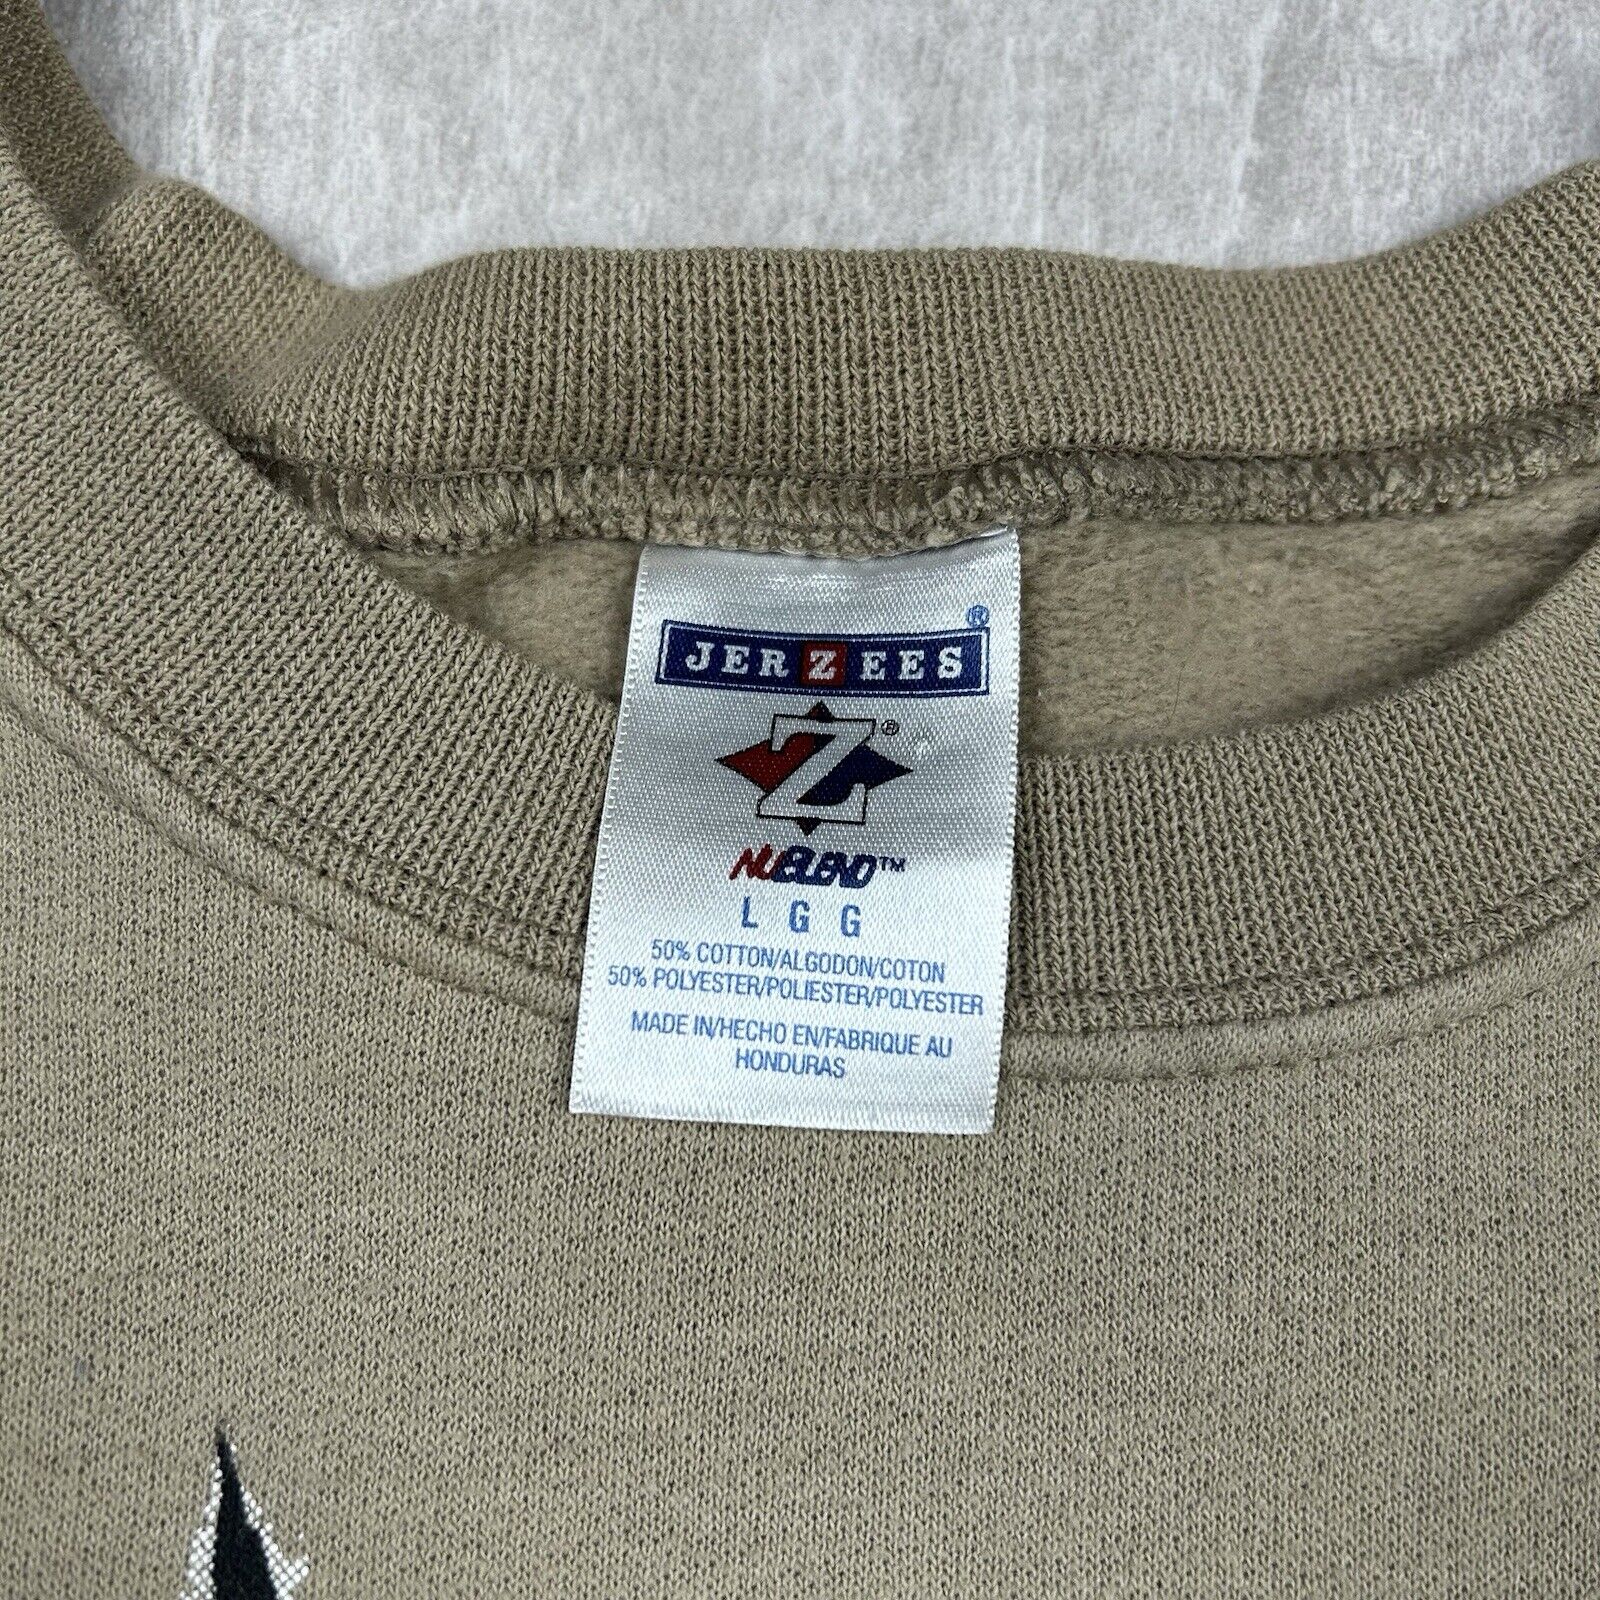 JERZEES®
Z®
NUBLEND™
L G G
50% COTTON/ALGODON/COTON
50% POLYESTER/POLIESTER/POLYESTER
MADE IN/HECHO EN/FABRIQUE AU
HONDURAS